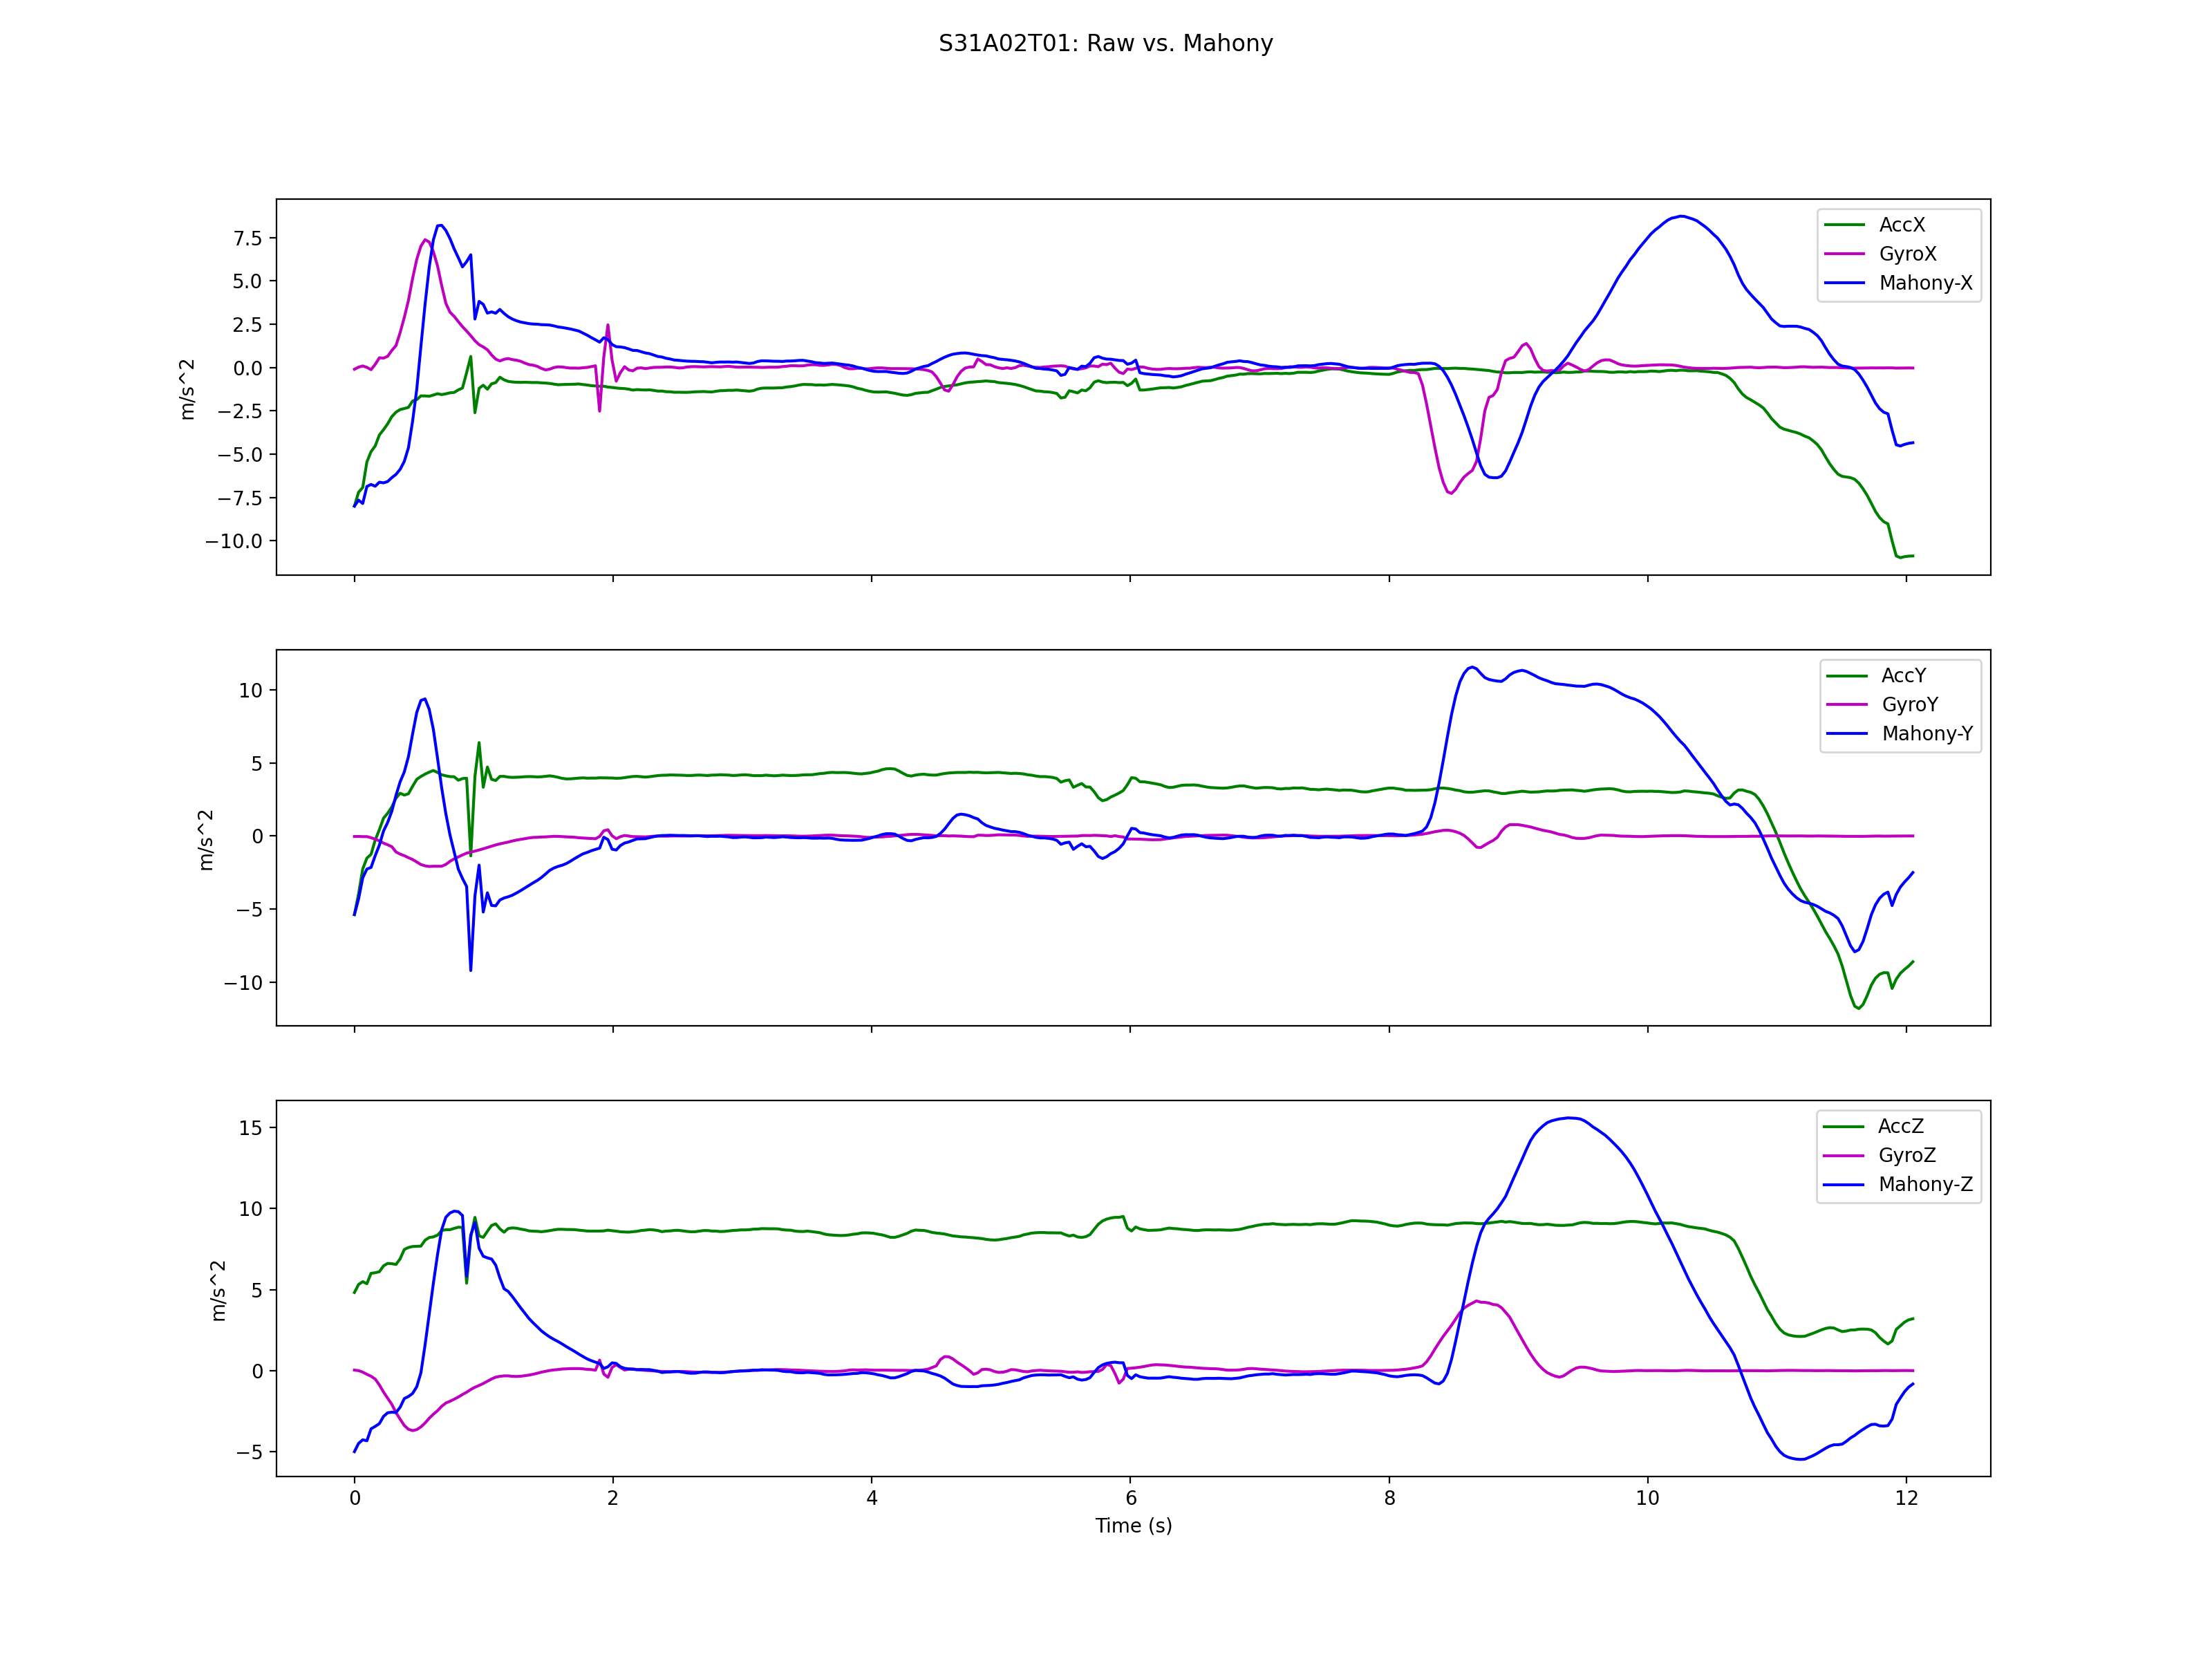 S31A02T01: Raw vs. Mahony
7.5
5.0
2.5
0.0
−2.5
−5.0
−7.5
−10.0
m/s^2
AccX
GyroX
Mahony-X
10
5
0
−5
−10
m/s^2
AccY
GyroY
Mahony-Y
15
10
5
0
−5
m/s^2
AccZ
GyroZ
Mahony-Z
0 2 4 6 8 10 12
Time (s)